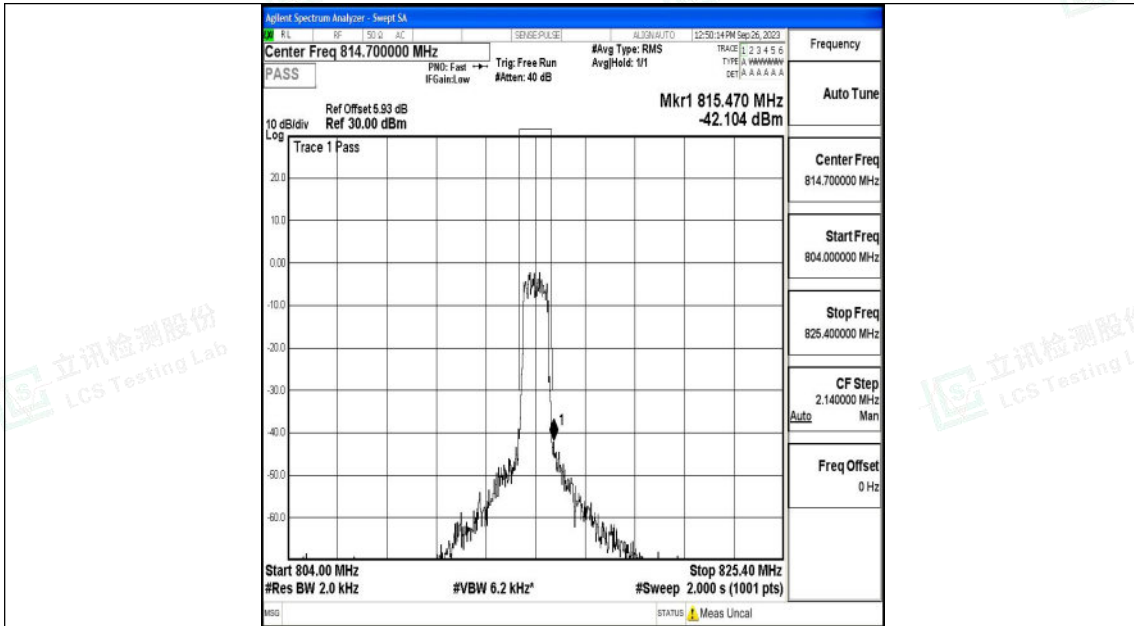 Agilent Spectrum Analyzer - Swept SA
RL RF 50 Ω AC SENSE:PULSE ALIGNAUTO 12:50:14 PM Sep 26, 2023
Center Freq 814.700000 MHz
PASS
PNO: Fast
IFGain:Low
Trig: Free Run
#Atten: 40 dB
#Avg Type: RMS
Avg|Hold: 1/1
TRACE 1 2 3 4 5 6
TYPE A WWWWW
DET A A A A A A
Mkr1 815.470 MHz
-42.104 dBm
Ref Offset 5.93 dB
10 dB/div Ref 30.00 dBm
Log
Trace 1 Pass
20.0
10.0
0.00
-10.0
-20.0
-30.0
-40.0
-50.0
-60.0
1
Start 804.00 MHz Stop 825.40 MHz
#Res BW 2.0 kHz #VBW 6.2 kHz* #Sweep 2.000 s (1001 pts)
MSG STATUS Meas Uncal
Frequency
Auto Tune
Center Freq
814.700000 MHz
Start Freq
804.000000 MHz
Stop Freq
825.400000 MHz
CF Step
2.140000 MHz
Auto Man
Freq Offset
0 Hz
立讯检测股份
LCS Testing Lab
立讯检测股份
LCS Testing L